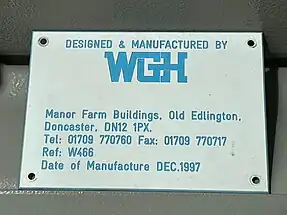 DESIGNED & MANUFACTURED BY
WGH
Manor Farm Buildings, Old Edlington,
Doncaster, DN12 1PX.
Tel: 01709 770760 Fax: 01709 770717
Ref: W466
Date of Manufacture DEC.1997